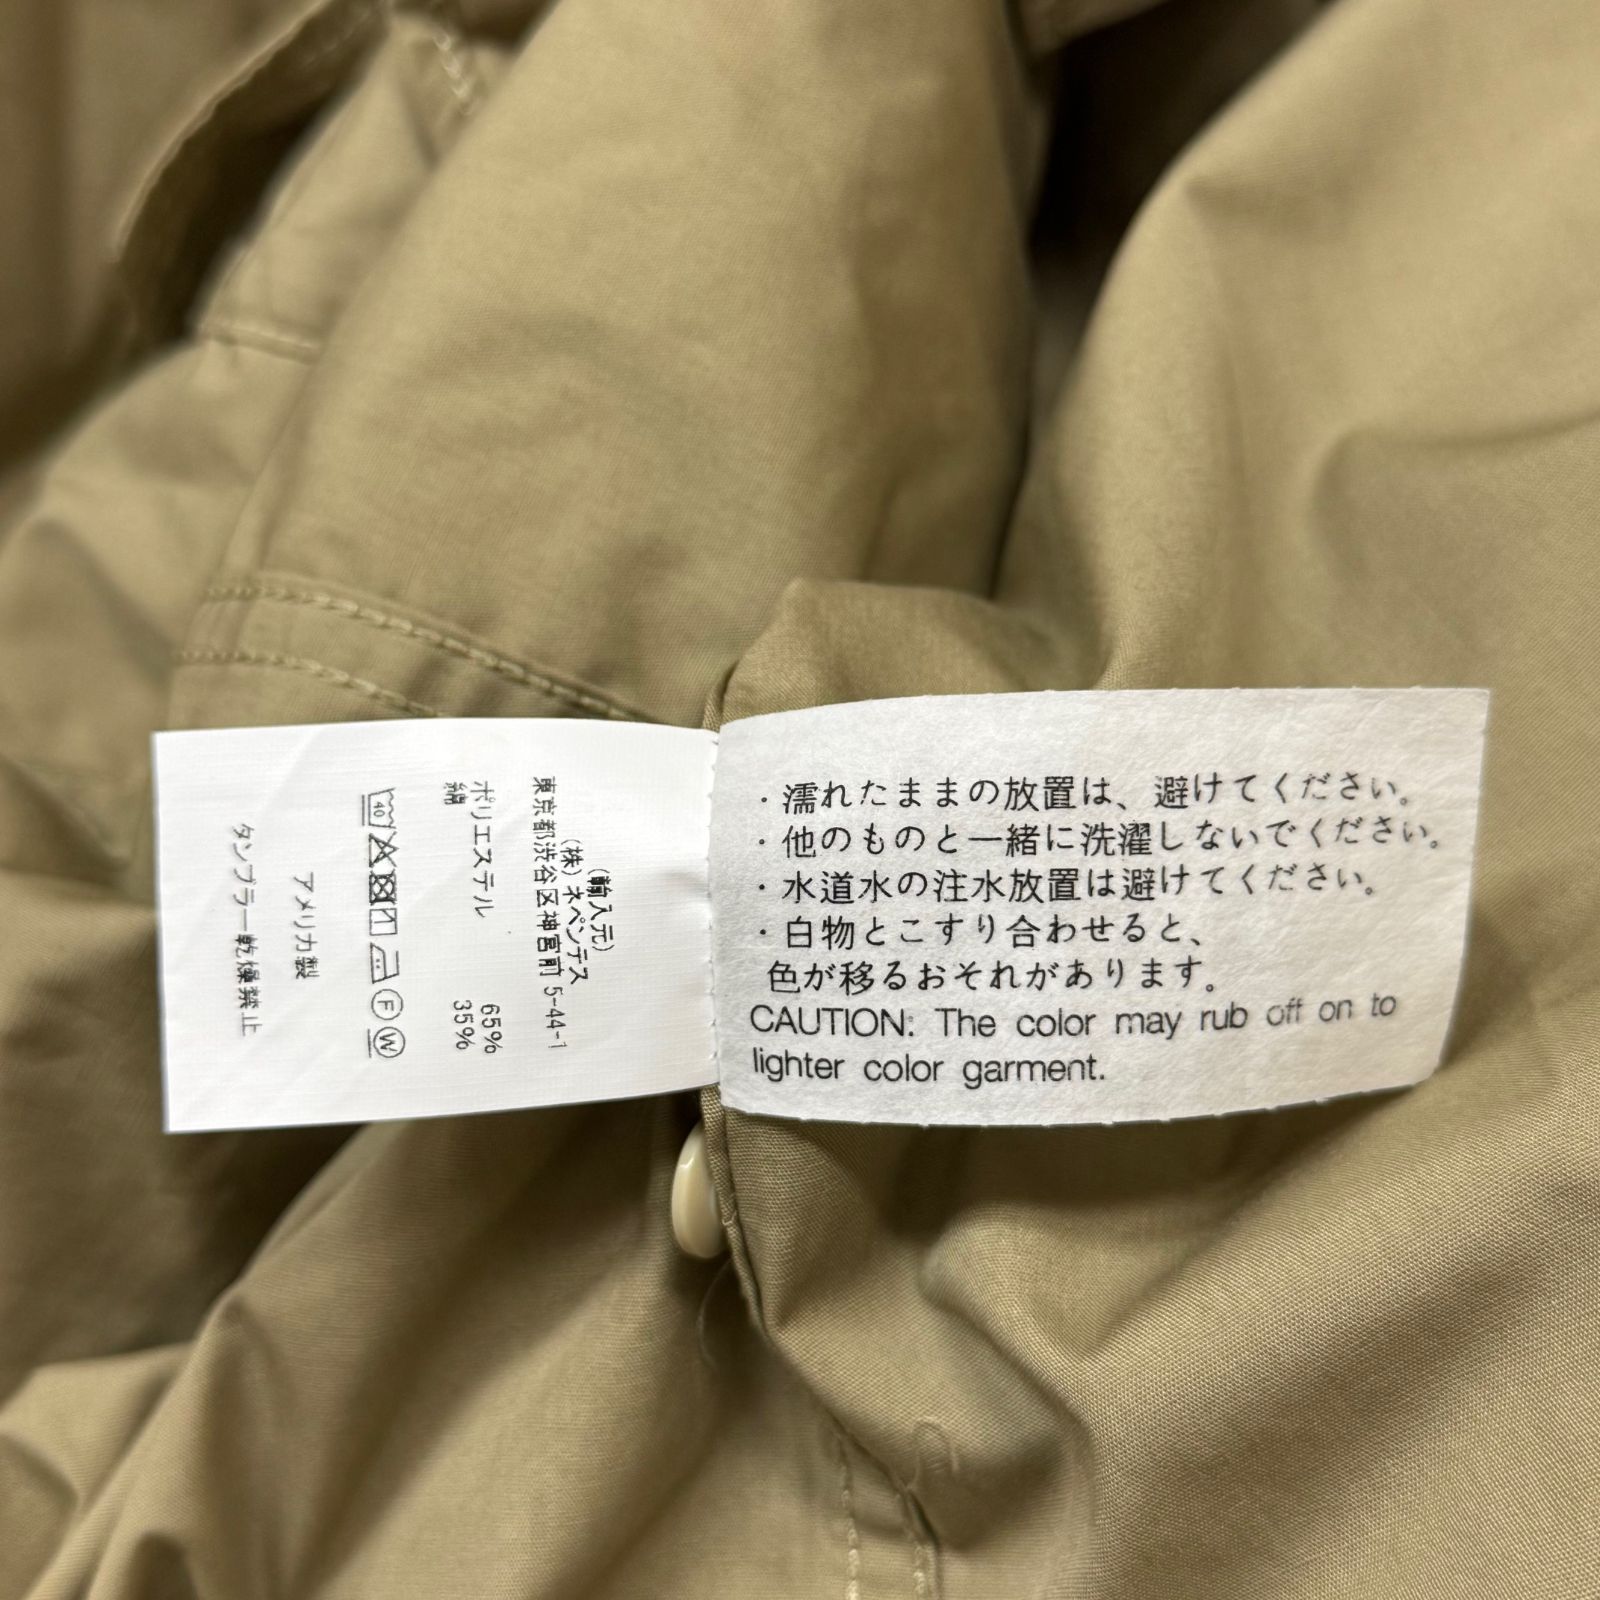 (輸入元)
(株)ネペンテス
東京都渋谷区神宮前 5-44-1
ポリエステル 65%
綿 35%
40
F
W
アメリカ製
タンブラー乾燥禁止
・濡れたままの放置は、避けてください。
・他のものと一緒に洗濯しないでください。
・水道水の注水放置は避けてください。
・白物とこすり合わせると、
色が移るおそれがあります。
CAUTION: The color may rub off on to
lighter color garment.